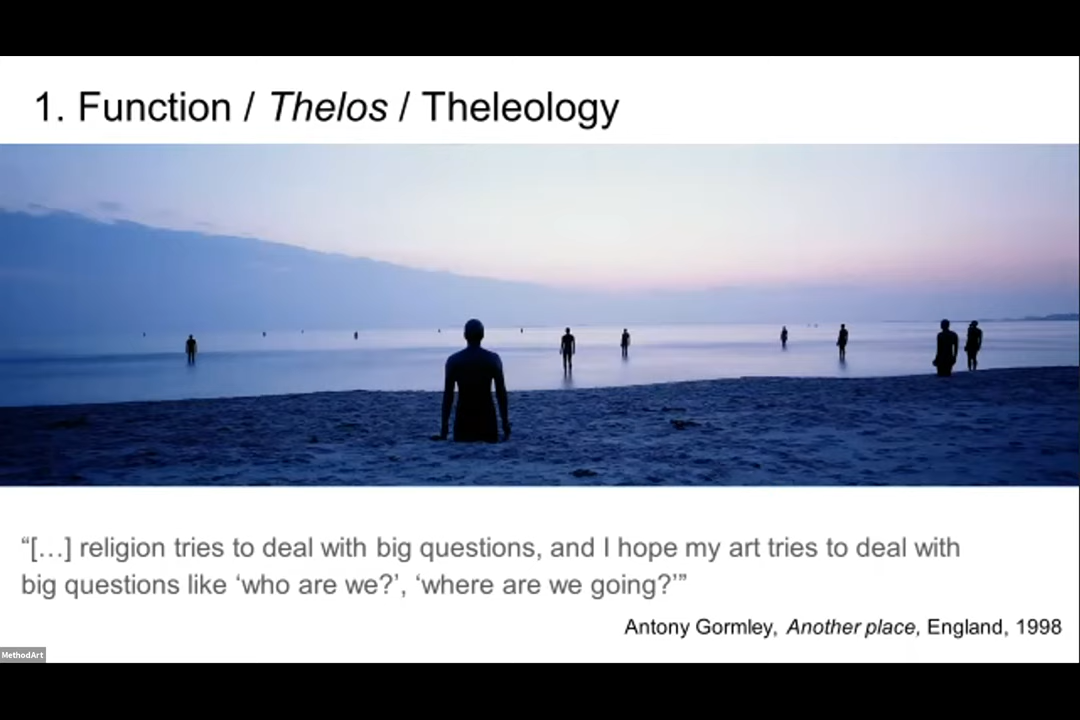 1. Function / Thelos / Theleology
“[…] religion tries to deal with big questions, and I hope my art tries to deal with
big questions like ‘who are we?’, ‘where are we going?’”
Antony Gormley, Another place, England, 1998
MethodArt